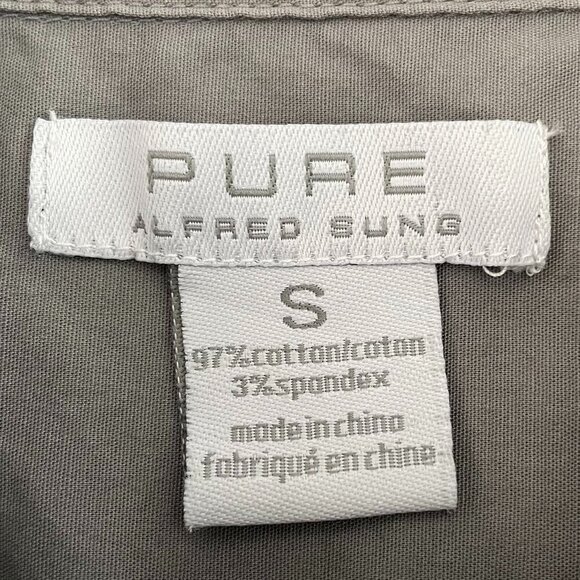 PURE
ALFRED SUNG
S
97%cotton/coton
3%spandex
made in china
fabriqué en chine